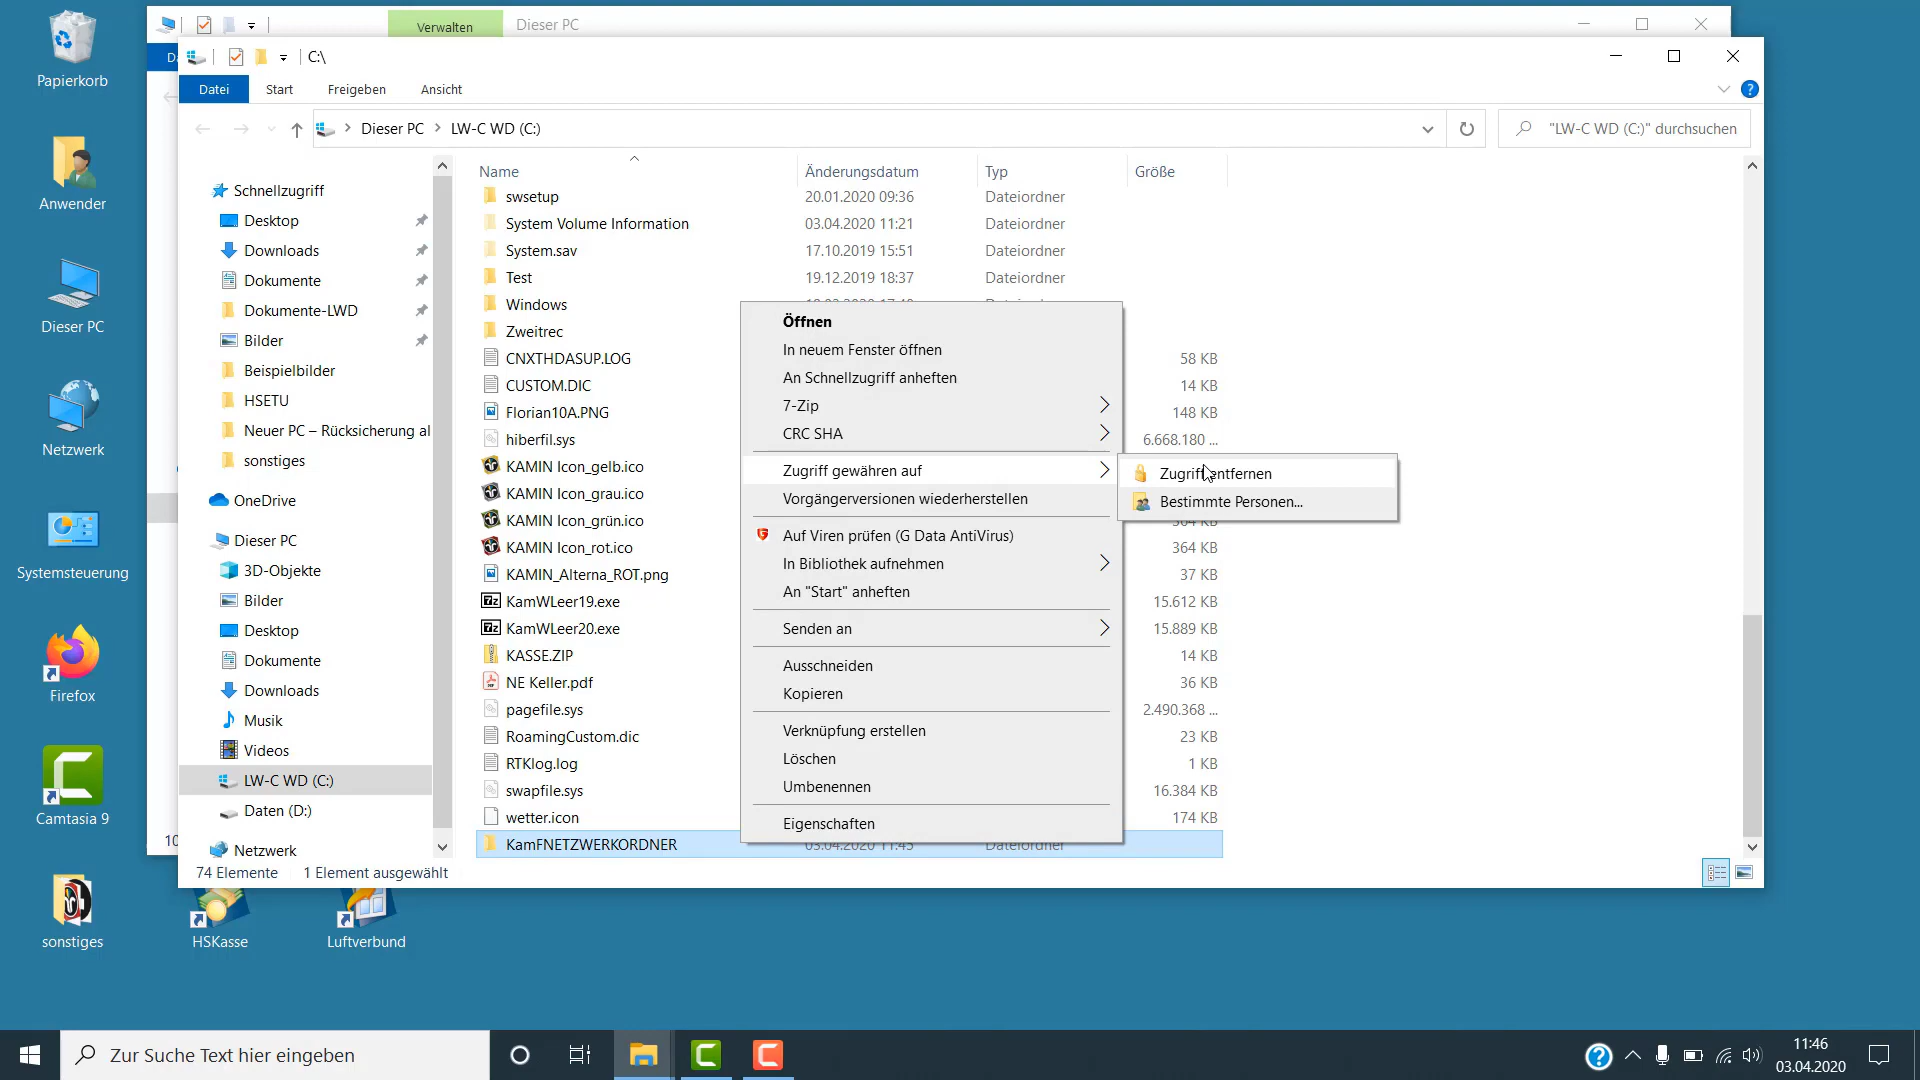 Papierkorb
Anwender
Dieser PC
Netzwerk
Systemsteuerung
Firefox
Camtasia 9
sonstiges
HSKasse
Luftverbund
Verwalten
Dieser PC
C:\
Datei
Start
Freigeben
Ansicht
Dieser PC
LW-C WD (C:)
"LW-C WD (C:)" durchsuchen
Schnellzugriff
Desktop
Downloads
Dokumente
Dokumente-LWD
Bilder
Beispielbilder
HSETU
Neuer PC – Rücksicherung al
sonstiges
OneDrive
Dieser PC
3D-Objekte
Bilder
Desktop
Dokumente
Downloads
Musik
Videos
LW-C WD (C:)
Daten (D:)
Netzwerk
Name Änderungsdatum Typ Größe
swsetup 20.01.2020 09:36 Dateiordner
System Volume Information 03.04.2020 11:21 Dateiordner
System.sav 17.10.2019 15:51 Dateiordner
Test 19.12.2019 18:37 Dateiordner
Windows
Zweitrec
CNXTHDASUP.LOG 58 KB
CUSTOM.DIC 14 KB
Florian10A.PNG 148 KB
hiberfil.sys 6.668.180 ...
KAMIN Icon_gelb.ico
KAMIN Icon_grau.ico
KAMIN Icon_grün.ico
KAMIN Icon_rot.ico 364 KB
KAMIN_Alterna_ROT.png 37 KB
KamWLeer19.exe 15.612 KB
KamWLeer20.exe 15.889 KB
KASSE.ZIP 14 KB
NE Keller.pdf 36 KB
pagefile.sys 2.490.368 ...
RoamingCustom.dic 23 KB
RTKlog.log 1 KB
swapfile.sys 16.384 KB
wetter.icon 174 KB
KamFNETZWERKORDNER 03.04.2020 11:45 Dateiordner
Öffnen
In neuem Fenster öffnen
An Schnellzugriff anheften
7-Zip
CRC SHA
Zugriff gewähren auf
Vorgängerversionen wiederherstellen
Auf Viren prüfen (G Data AntiVirus)
In Bibliothek aufnehmen
An "Start" anheften
Senden an
Ausschneiden
Kopieren
Verknüpfung erstellen
Löschen
Umbenennen
Eigenschaften
Zugriff entfernen
Bestimmte Personen...
10
74 Elemente 1 Element ausgewählt
Zur Suche Text hier eingeben
11:46
03.04.2020